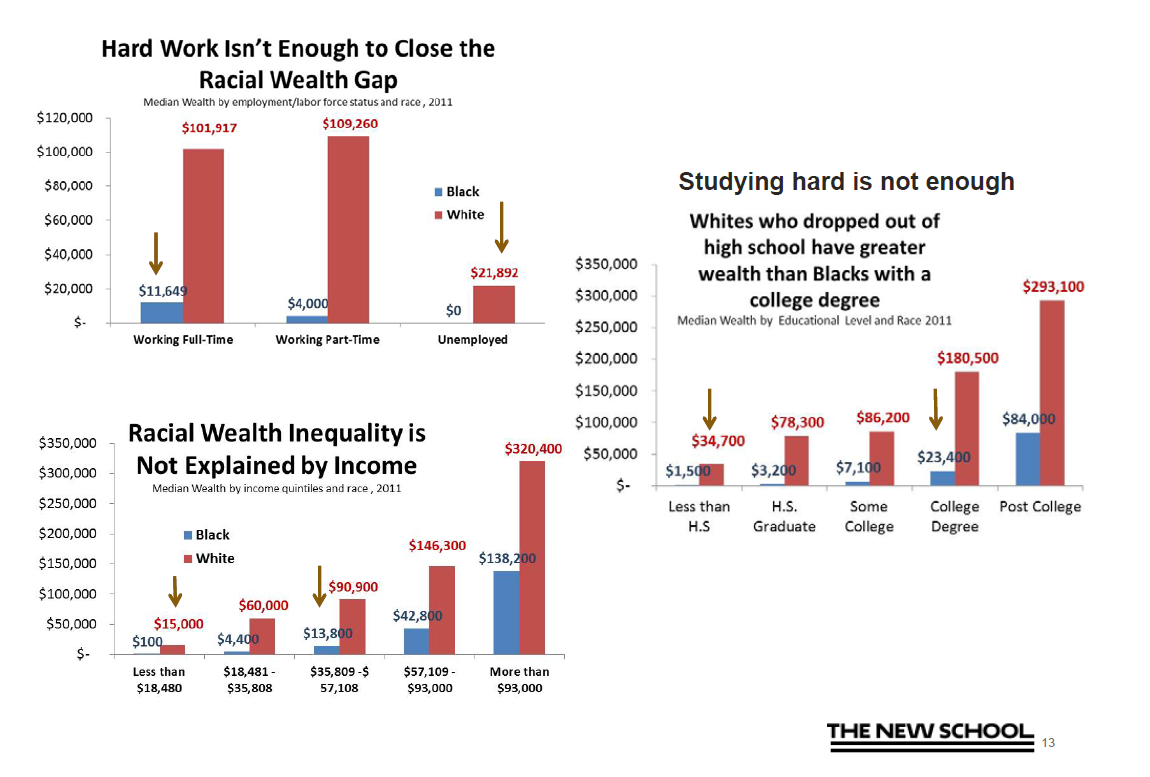 Hard Work Isn't Enough to Close the
Racial Wealth Gap
Median Wealth by employment/labor force status and race , 2011
$120,000
$100,000
$80,000
$60,000
$40,000
$20,000
$-
$101,917
$109,260
$11,649
$4,000
$0
$21,892
Black
White
Working Full-Time
Working Part-Time
Unemployed
Racial Wealth Inequality is
Not Explained by Income
Median Wealth by income quintiles and race , 2011
$350,000
$300,000
$250,000
$200,000
$150,000
$100,000
$50,000
$-
Black
White
$100
$15,000
$4,400
$60,000
$13,800
$90,900
$42,800
$146,300
$138,200
$320,400
Less than
$18,480
$18,481 -
$35,808
$35,809 -$
57,108
$57,109 -
$93,000
More than
$93,000
Studying hard is not enough
Whites who dropped out of
high school have greater
wealth than Blacks with a
college degree
Median Wealth by Educational Level and Race 2011
$350,000
$300,000
$250,000
$200,000
$150,000
$100,000
$50,000
$-
$1,500
$34,700
$3,200
$78,300
$7,100
$86,200
$23,400
$180,500
$84,000
$293,100
Less than
H.S
H.S.
Graduate
Some
College
College
Degree
Post College
THE NEW SCHOOL
13